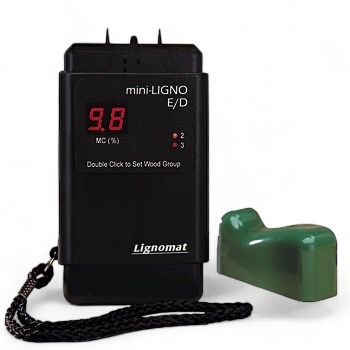 mini-LIGNO
E/D
9.8
MC (%)
2
3
Double Click to Set Wood Group
Lignomat